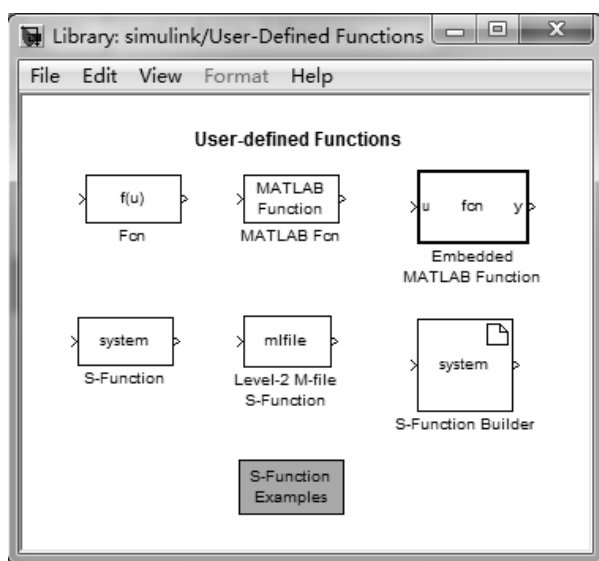 Library: simulink/User-Defined Functions
File Edit View Format Help
User-defined Functions
f(u)
Fcn
MATLAB
Function
MATLAB Fcn
u fcn y
Embedded
MATLAB Function
system
S-Function
mlfile
Level-2 M-file
S-Function
system
S-Function Builder
S-Function
Examples